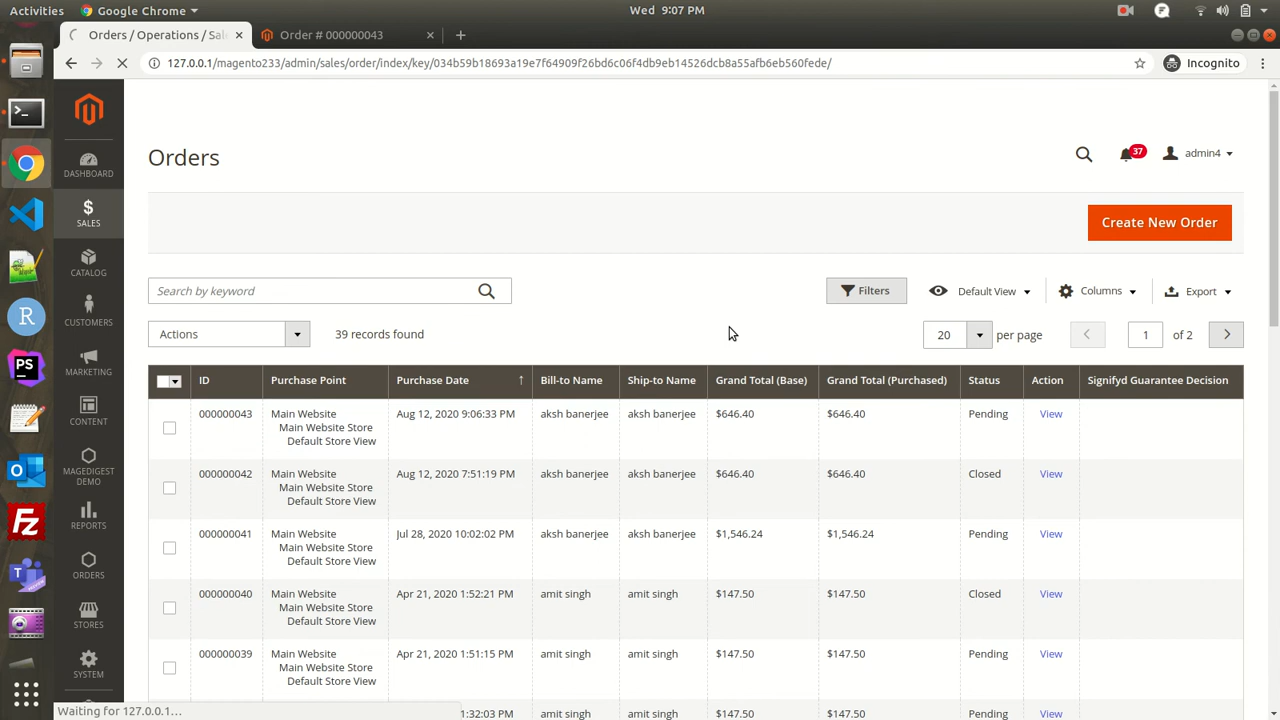 Activities Google Chrome Wed 9:07 PM
Orders / Operations / Sal Order # 000000043
127.0.0.1/magento233/admin/sales/order/index/key/034b59b18693a19e7f64909f26bd6c06f4db9eb14526dcb8a55afb6eb560fede/ Incognito
DASHBOARD
SALES
CATALOG
CUSTOMERS
MARKETING
CONTENT
MAGEDIGEST
DEMO
REPORTS
ORDERS
STORES
SYSTEM
Orders
37 admin4
Create New Order
Search by keyword Filters Default View Columns Export
Actions 39 records found 20 per page 1 of 2
ID Purchase Point Purchase Date ↑ Bill-to Name Ship-to Name Grand Total (Base) Grand Total (Purchased) Status Action Signifyd Guarantee Decision
000000043 Main Website Aug 12, 2020 9:06:33 PM aksh banerjee aksh banerjee $646.40 $646.40 Pending View
Main Website Store
Default Store View
000000042 Main Website Aug 12, 2020 7:51:19 PM aksh banerjee aksh banerjee $646.40 $646.40 Closed View
Main Website Store
Default Store View
000000041 Main Website Jul 28, 2020 10:02:02 PM aksh banerjee aksh banerjee $1,546.24 $1,546.24 Pending View
Main Website Store
Default Store View
000000040 Main Website Apr 21, 2020 1:52:21 PM amit singh amit singh $147.50 $147.50 Closed View
Main Website Store
Default Store View
000000039 Main Website Apr 21, 2020 1:51:15 PM amit singh amit singh $147.50 $147.50 Pending View
Main Website Store
Default Store View
1:32:03 PM amit singh amit singh $147.50 $147.50 Pending View
Waiting for 127.0.0.1…